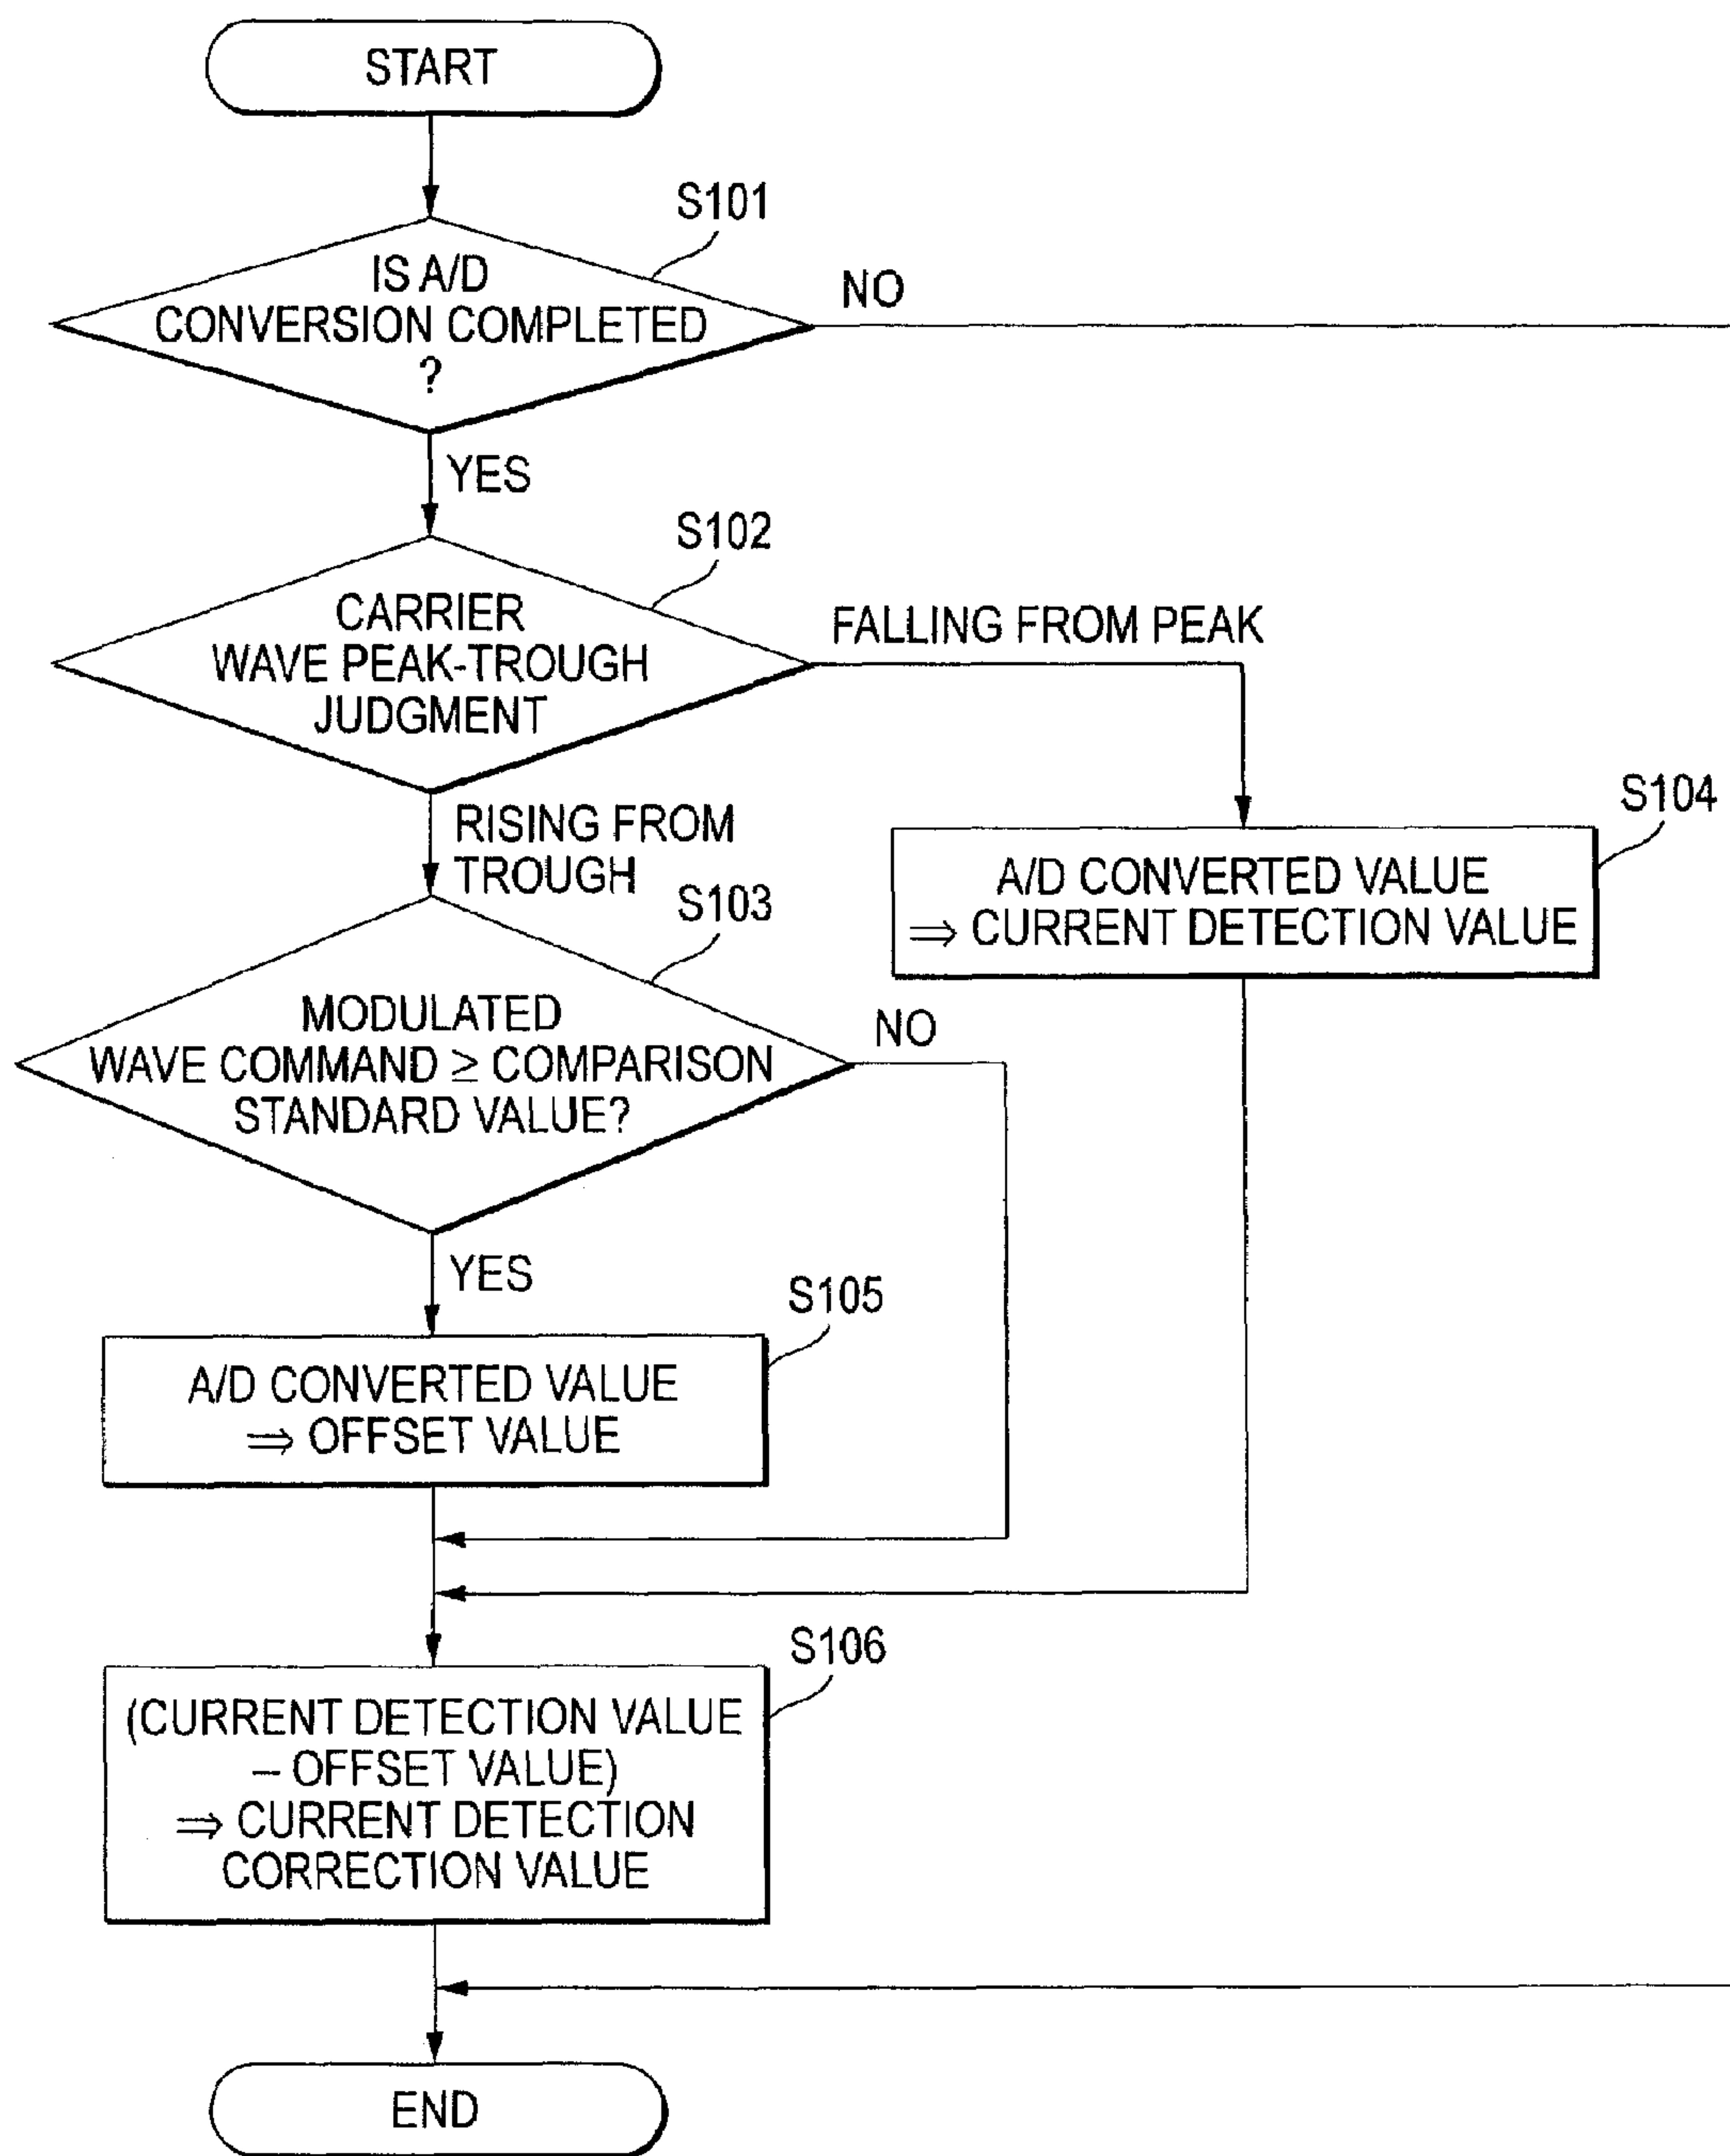 START
S101
IS A/D
CONVERSION COMPLETED
?
NO
YES
S102
CARRIER
WAVE PEAK-TROUGH
JUDGMENT
FALLING FROM PEAK
RISING FROM
TROUGH
S104
A/D CONVERTED VALUE
⇒ CURRENT DETECTION VALUE
S103
MODULATED
WAVE COMMAND ≥ COMPARISON
STANDARD VALUE?
NO
YES
S105
A/D CONVERTED VALUE
⇒ OFFSET VALUE
S106
(CURRENT DETECTION VALUE
– OFFSET VALUE)
⇒ CURRENT DETECTION
CORRECTION VALUE
END